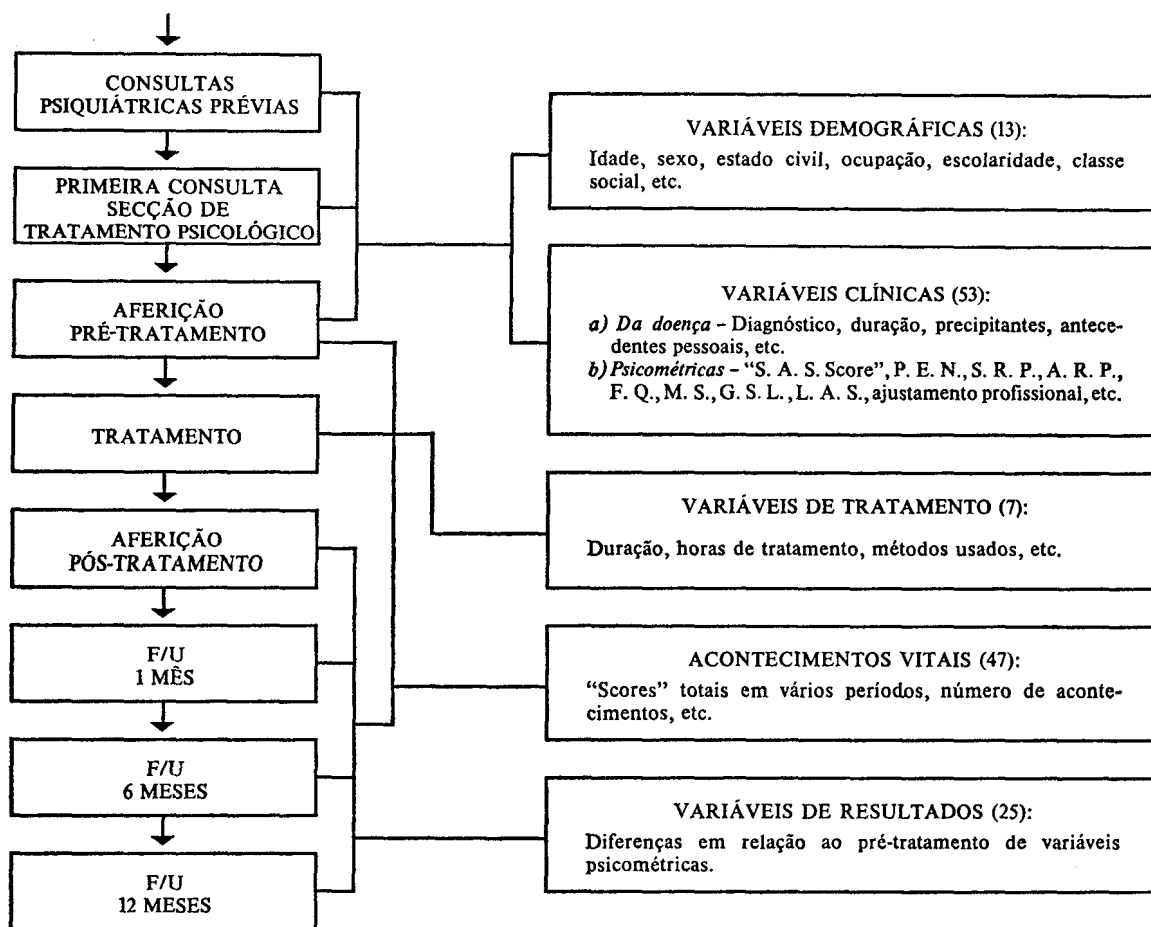 CONSULTAS
PSIQUIÁTRICAS PRÉVIAS
PRIMEIRA CONSULTA
SECÇÃO DE
TRATAMENTO PSICOLÓGICO
AFERIÇÃO
PRÉ-TRATAMENTO
TRATAMENTO
AFERIÇÃO
PÓS-TRATAMENTO
F/U
1 MÊS
F/U
6 MESES
F/U
12 MESES
VARIÁVEIS DEMOGRÁFICAS (13):
Idade, sexo, estado civil, ocupação, escolaridade, classe
social, etc.
VARIÁVEIS CLÍNICAS (53):
a) Da doença – Diagnóstico, duração, precipitantes, antece-
dentes pessoais, etc.
b) Psicométricas – “S. A. S. Score”, P. E. N., S. R. P., A. R. P.,
F. Q., M. S., G. S. L., L. A. S., ajustamento profissional, etc.
VARIÁVEIS DE TRATAMENTO (7):
Duração, horas de tratamento, métodos usados, etc.
ACONTECIMENTOS VITAIS (47):
“Scores” totais em vários períodos, número de aconte-
cimentos, etc.
VARIÁVEIS DE RESULTADOS (25):
Diferenças em relação ao pré-tratamento de variáveis
psicométricas.